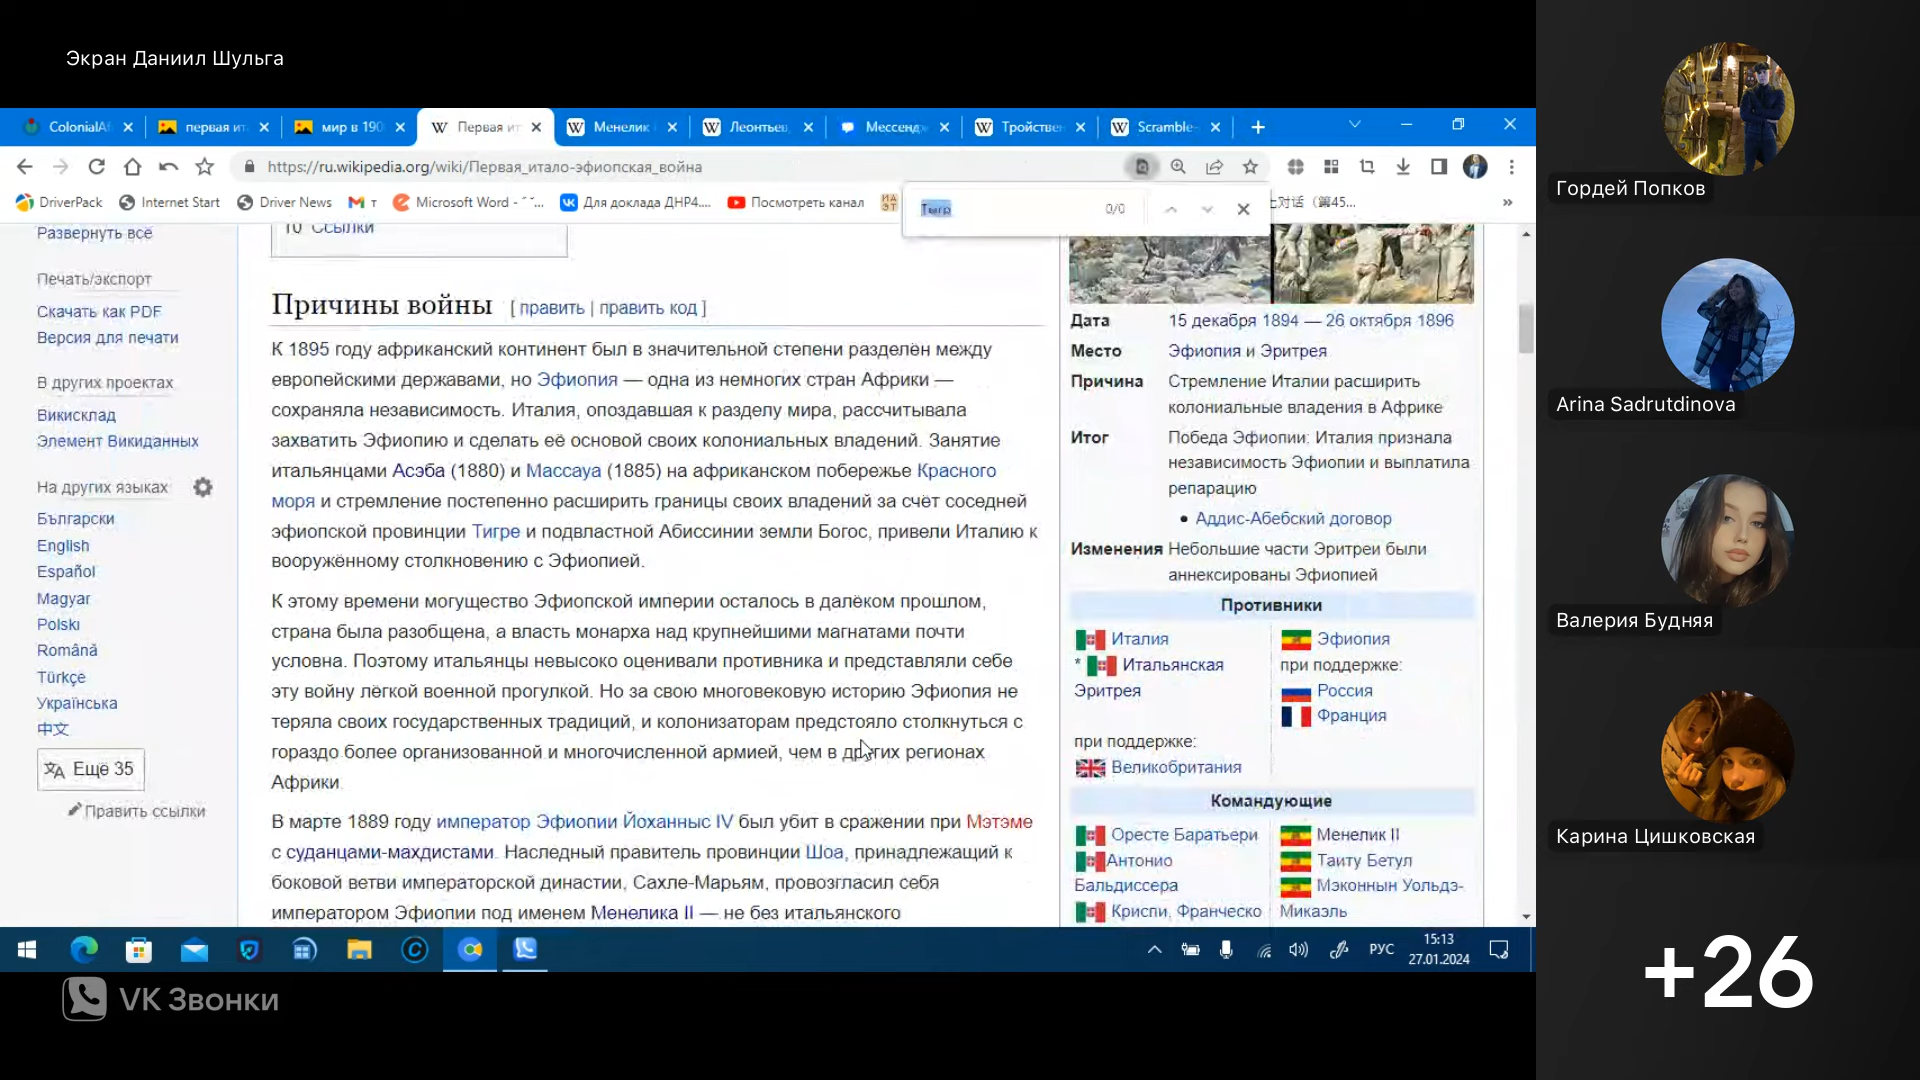 Экран Даниил Шульга
ColonialAf
первая ит
мир в 190
Первая ит
Менелик
Леонтьев,
Мессендж
Тройствен
Scramble-
https://ru.wikipedia.org/wiki/Первая_итало-эфиопская_война
DriverPack
Internet Start
Driver News
т
Microsoft Word - ˆˆ...
Для доклада ДНР4....
Посмотреть канал
对话（第45...
»
Тыгр
0/0
Развернуть всё
Печать/экспорт
Скачать как PDF
Версия для печати
В других проектах
Викисклад
Элемент Викиданных
На других языках
Български
English
Español
Magyar
Polski
Română
Türkçe
Українська
中文
Ещё 35
Править ссылки
10 Ссылки
Причины войны [ править | править код ]
К 1895 году африканский континент был в значительной степени разделён между
европейскими державами, но Эфиопия — одна из немногих стран Африки —
сохраняла независимость. Италия, опоздавшая к разделу мира, рассчитывала
захватить Эфиопию и сделать её основой своих колониальных владений. Занятие
итальянцами Асэба (1880) и Массауа (1885) на африканском побережье Красного
моря и стремление постепенно расширить границы своих владений за счёт соседней
эфиопской провинции Тигре и подвластной Абиссинии земли Богос, привели Италию к
вооружённому столкновению с Эфиопией.
К этому времени могущество Эфиопской империи осталось в далёком прошлом,
страна была разобщена, а власть монарха над крупнейшими магнатами почти
условна. Поэтому итальянцы невысоко оценивали противника и представляли себе
эту войну лёгкой военной прогулкой. Но за свою многовековую историю Эфиопия не
теряла своих государственных традиций, и колонизаторам предстояло столкнуться с
гораздо более организованной и многочисленной армией, чем в других регионах
Африки
В марте 1889 году император Эфиопии Йоханныс IV был убит в сражении при Мэтэме
с суданцами-махдистами. Наследный правитель провинции Шоа, принадлежащий к
боковой ветви императорской династии, Сахле-Марьям, провозгласил себя
императором Эфиопии под именем Менелика II — не без итальянского
Дата 15 декабря 1894 — 26 октября 1896
Место Эфиопия и Эритрея
Причина Стремление Италии расширить
колониальные владения в Африке
Итог Победа Эфиопии: Италия признала
независимость Эфиопии и выплатила
репарацию
• Аддис-Абебский договор
Изменения Небольшие части Эритреи были
аннексированы Эфиопией
Противники
Италия
* Итальянская
Эритрея
при поддержке:
Великобритания
Эфиопия
при поддержке:
Россия
Франция
Командующие
Оресте Баратьери
Антонио
Бальдиссера
Криспи, Франческо
Менелик II
Таиту Бетул
Мэконнын Уольдэ-
Микаэль
РУС
15:13
27.01.2024
VK Звонки
Гордей Попков
Arina Sadrutdinova
Валерия Будняя
Карина Цишковская
+26